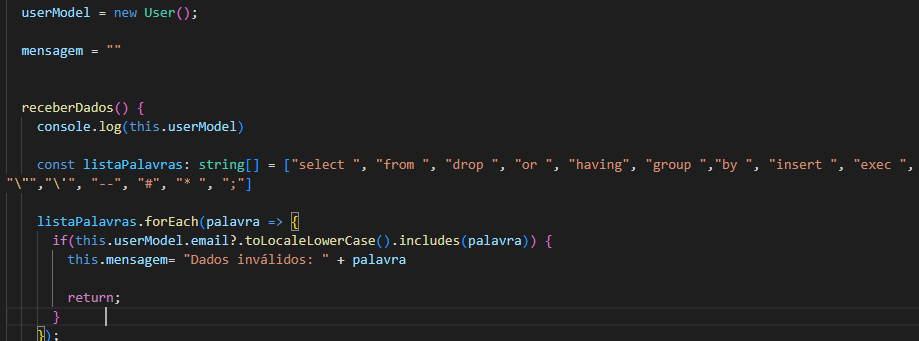 userModel = new User();
mensagem = ""
receberDados() {
console.log(this.userModel)
const listaPalavras: string[] = ["select ", "from ", "drop ", "or ", "having", "group ","by ", "insert ", "exec ",
"\"","\'", "--", "#", "* ", ";"]
listaPalavras.forEach(palavra => {
if(this.userModel.email?.toLocaleLowerCase().includes(palavra)) {
this.mensagem= "Dados inválidos: " + palavra
return;
}
});